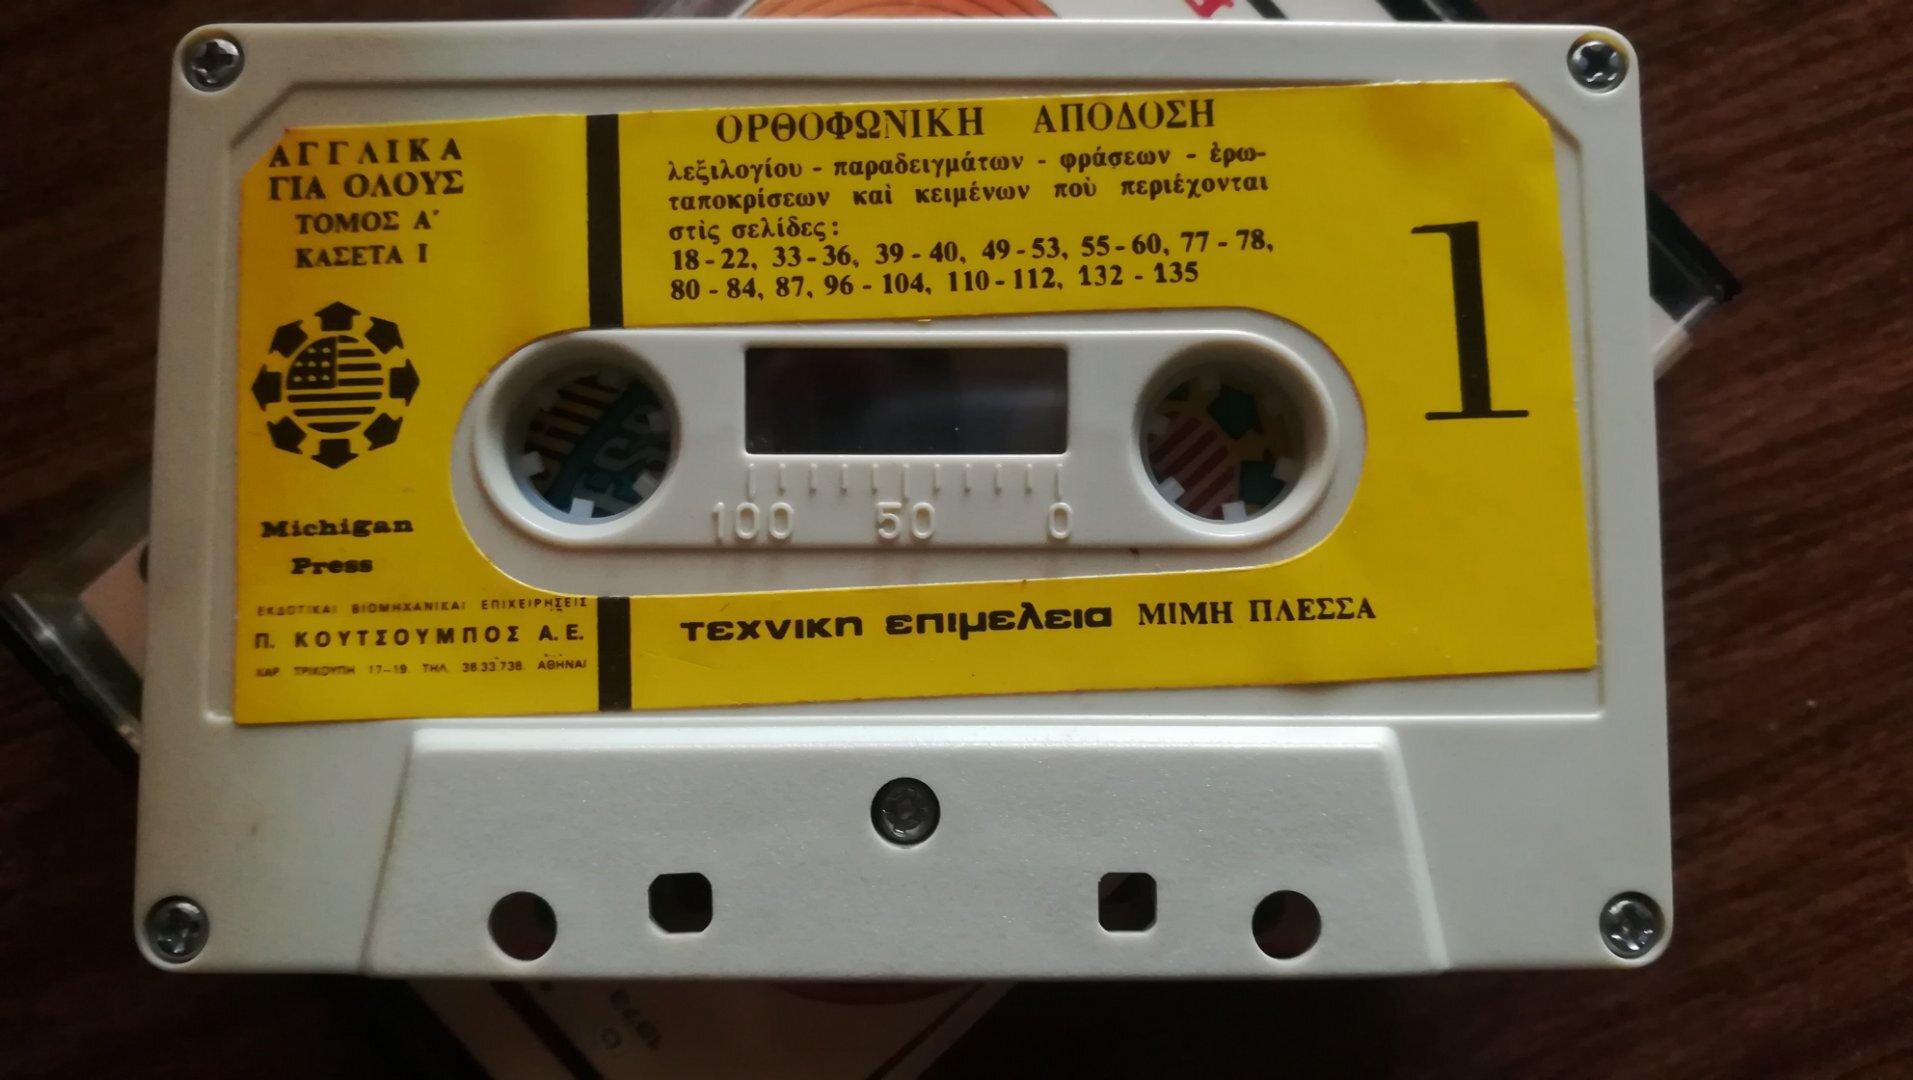 ΑΓΓΛΙΚΑ
ΓΙΑ ΟΛΟΥΣ
ΤΟΜΟΣ Α΄
ΚΑΣΕΤΑ Ι
Michigan
Press
ΕΚΔΟΤΙΚΑΙ ΒΙΟΜΗΧΑΝΙΚΑΙ ΕΠΙΧΕΙΡΗΣΕΙΣ
Π. ΚΟΥΤΣΟΥΜΠΟΣ Α.Ε.
ΧΑΡ ΤΡΙΚΟΥΠΗ 17-19 ΤΗΛ. 36.33.738. ΑΘΗΝΑΙ
ΟΡΘΟΦΩΝΙΚΗ ΑΠΟΔΟΣΗ
λεξιλογίου - παραδειγμάτων - φράσεων - ἐρω-
ταποκρίσεων καὶ κειμένων ποὺ περιέχονται
στὶς σελίδες:
18-22, 33-36, 39-40, 49-53, 55-60, 77-78,
80-84, 87, 96-104, 110-112, 132-135
1
100 50 0
τεχνικη επιμελεια ΜΙΜΗ ΠΛΕΣΣΑ